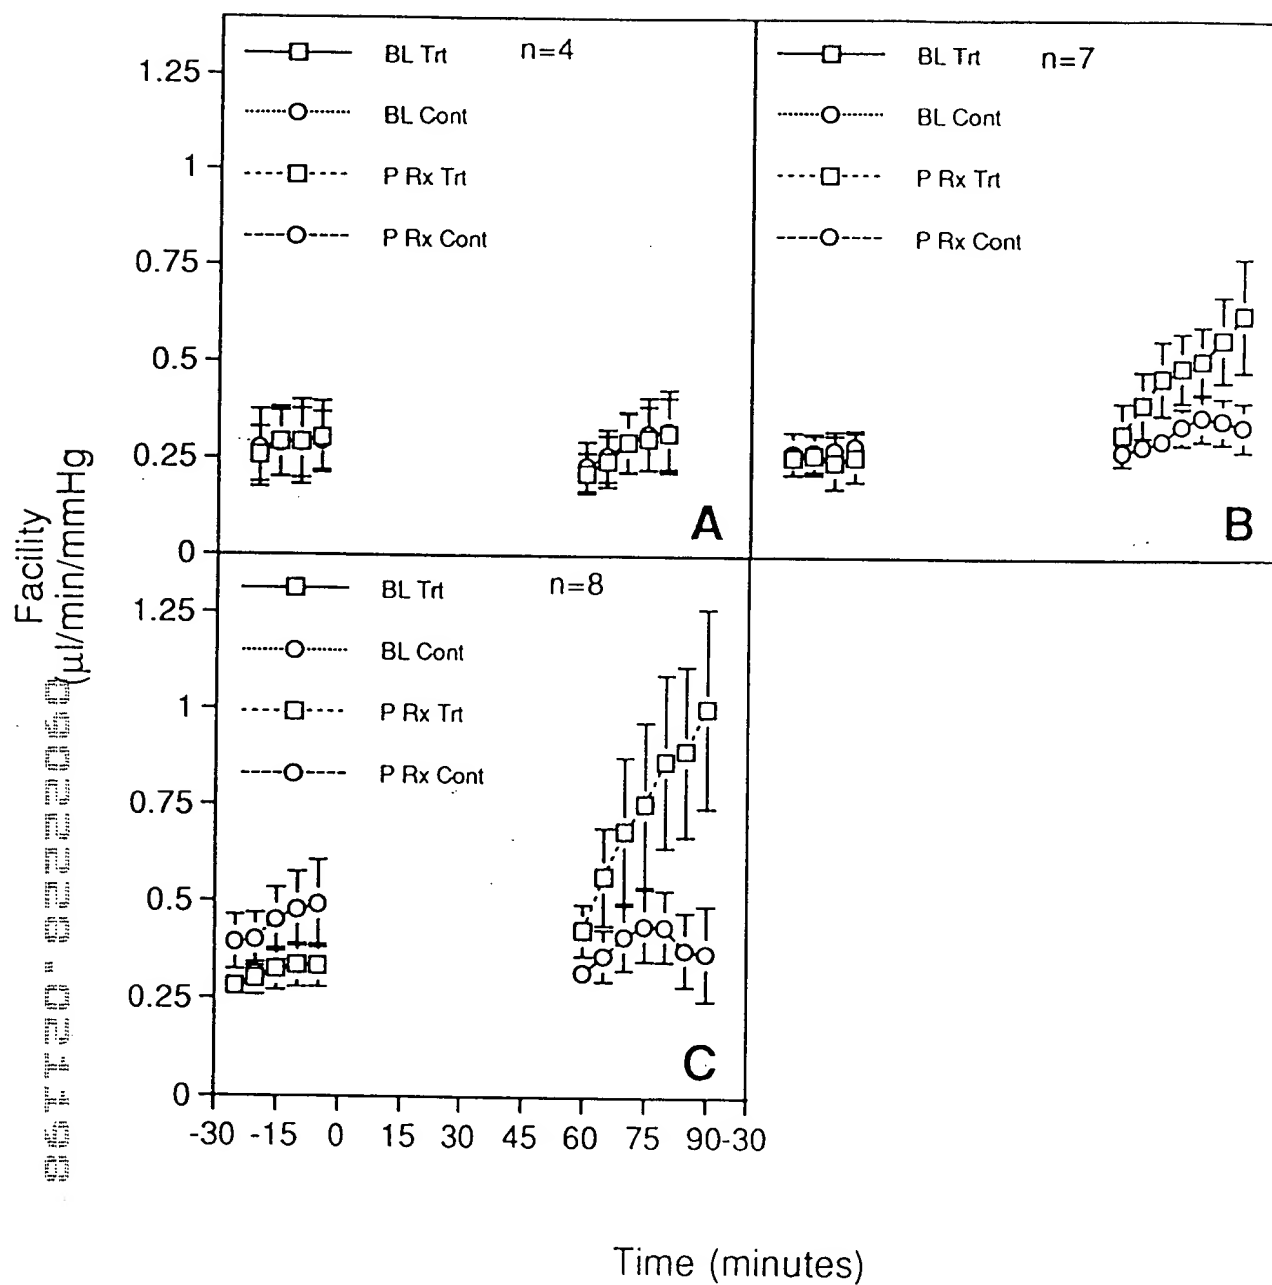 BL Trt
n=4
BL Cont
P Rx Trt
P Rx Cont
A
BL Trt
n=7
BL Cont
P Rx Trt
P Rx Cont
B
1.25
1
0.75
0.5
0.25
0
BL Trt
n=8
BL Cont
P Rx Trt
P Rx Cont
C
1.25
1
0.75
0.5
0.25
0
-30 -15 0 15 30 45 60 75 90 -30
Facility
(µl/min/mmHg
09022228.021198
Time (minutes)